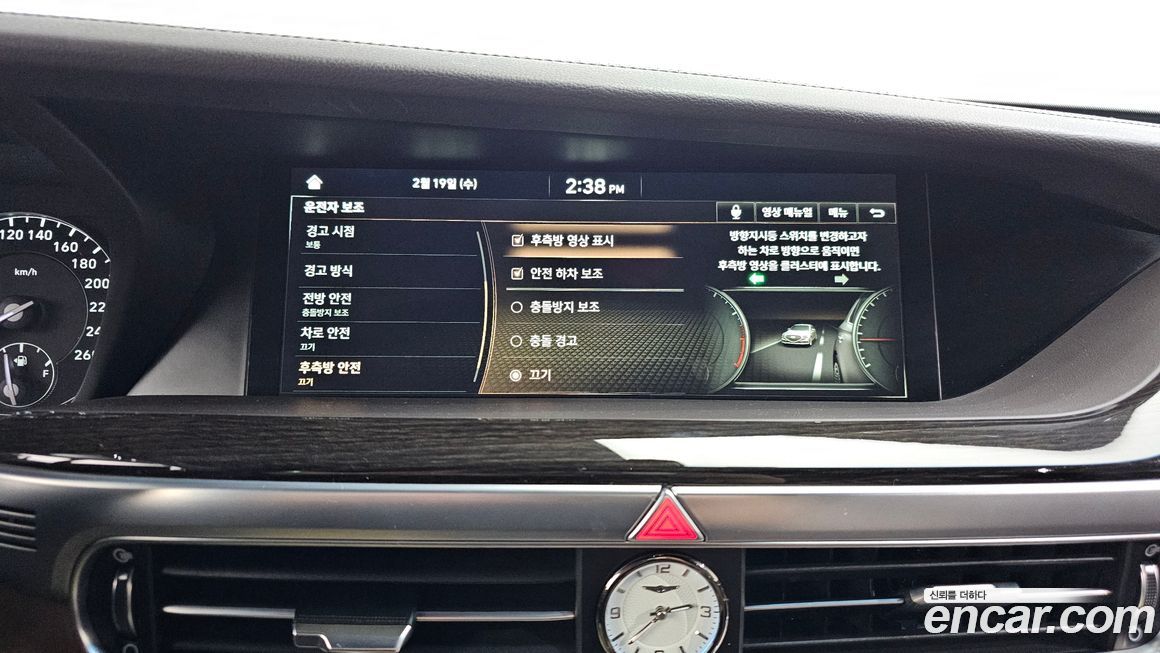 2월 19일 (수)
2:38 PM
운전자 보조
영상 매뉴얼
메뉴
경고 시점
보통
경고 방식
전방 안전
충돌방지 보조
차로 안전
끄기
후측방 안전
끄기
후측방 영상 표시
안전 하차 보조
충돌방지 보조
충돌 경고
끄기
방향지시등 스위치를 변경하고자
하는 차로 방향으로 움직이면
후측방 영상을 클러스터에 표시합니다.
120 140
160
180
200
km/h
260
F
12
3
6
9
신뢰를 더하다
encar.com